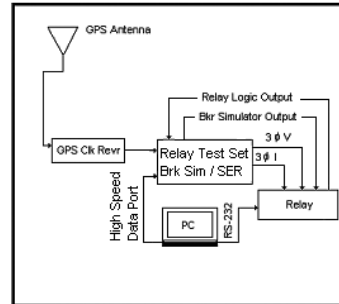 GPS Antenna
Relay Logic Output
Bkr Simulator Output
3 ϕ V
GPS Clk Revr
Relay Test Set
Brk Sim / SER
3 ϕ I
Relay
High Speed
Data Port
PC
RS-232